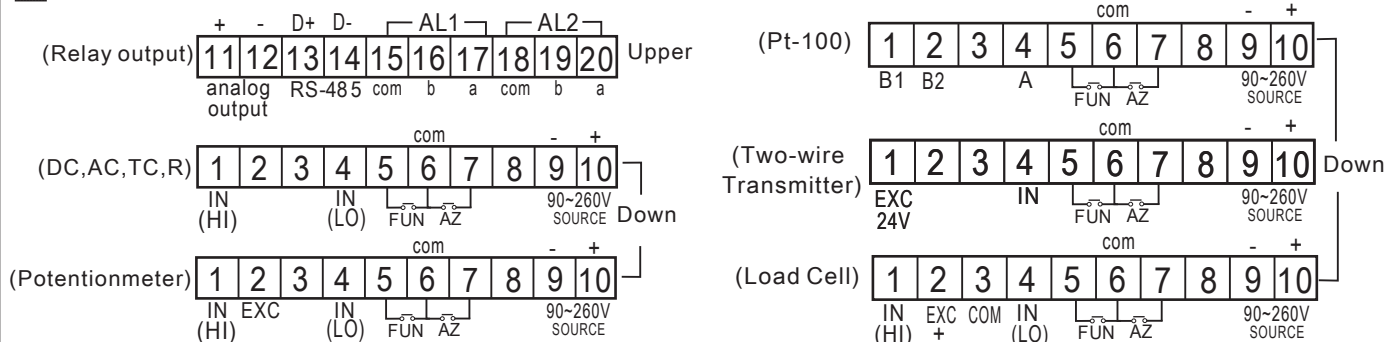 + - D+ D- AL1 AL2
(Relay output) 11 12 13 14 15 16 17 18 19 20 Upper
analog output RS-485 com b a com b a
com - +
(DC,AC,TC,R) 1 2 3 4 5 6 7 8 9 10
IN (HI) IN (LO) FUN AZ 90~260V SOURCE Down
com - +
(Potentionmeter) 1 2 3 4 5 6 7 8 9 10
IN (HI) EXC IN (LO) FUN AZ 90~260V SOURCE
com - +
(Pt-100) 1 2 3 4 5 6 7 8 9 10
B1 B2 A FUN AZ 90~260V SOURCE
com - +
(Two-wire Transmitter) 1 2 3 4 5 6 7 8 9 10 Down
EXC 24V IN FUN AZ 90~260V SOURCE
com - +
(Load Cell) 1 2 3 4 5 6 7 8 9 10
IN (HI) EXC + COM IN (LO) FUN AZ 90~260V SOURCE